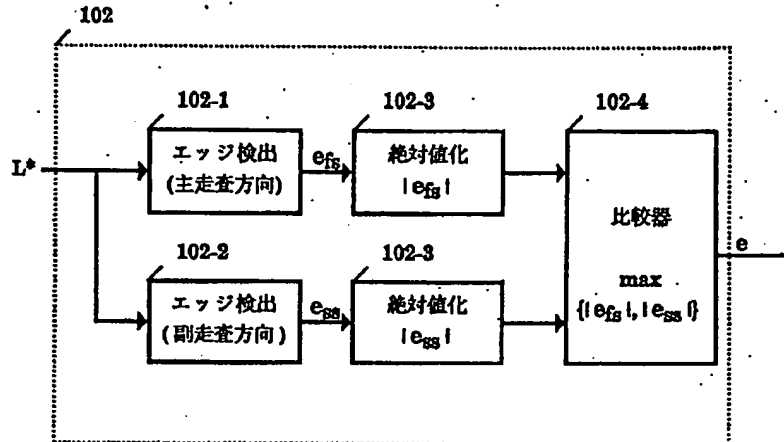 102
102-1
102-3
102-4
L*
エッジ検出
(主走査方向)
efs
絶対値化
|efs|
比較器
max
{|efs|,|ess|}
e
102-2
102-3
エッジ検出
(副走査方向)
ess
絶対値化
|ess|